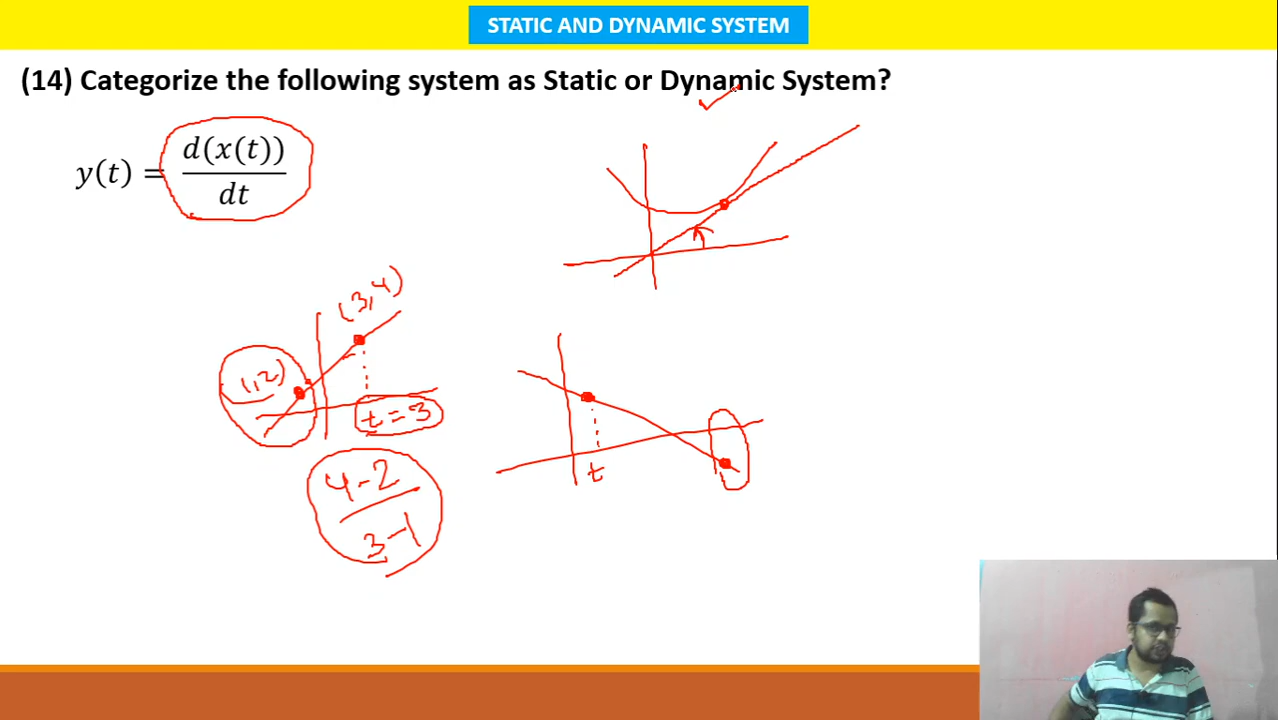 STATIC AND DYNAMIC SYSTEM
(14) Categorize the following system as Static or Dynamic System?
y(t) = d(x(t))/dt
(3,4)
(1,2)
t = 3
4-2
3-1
t